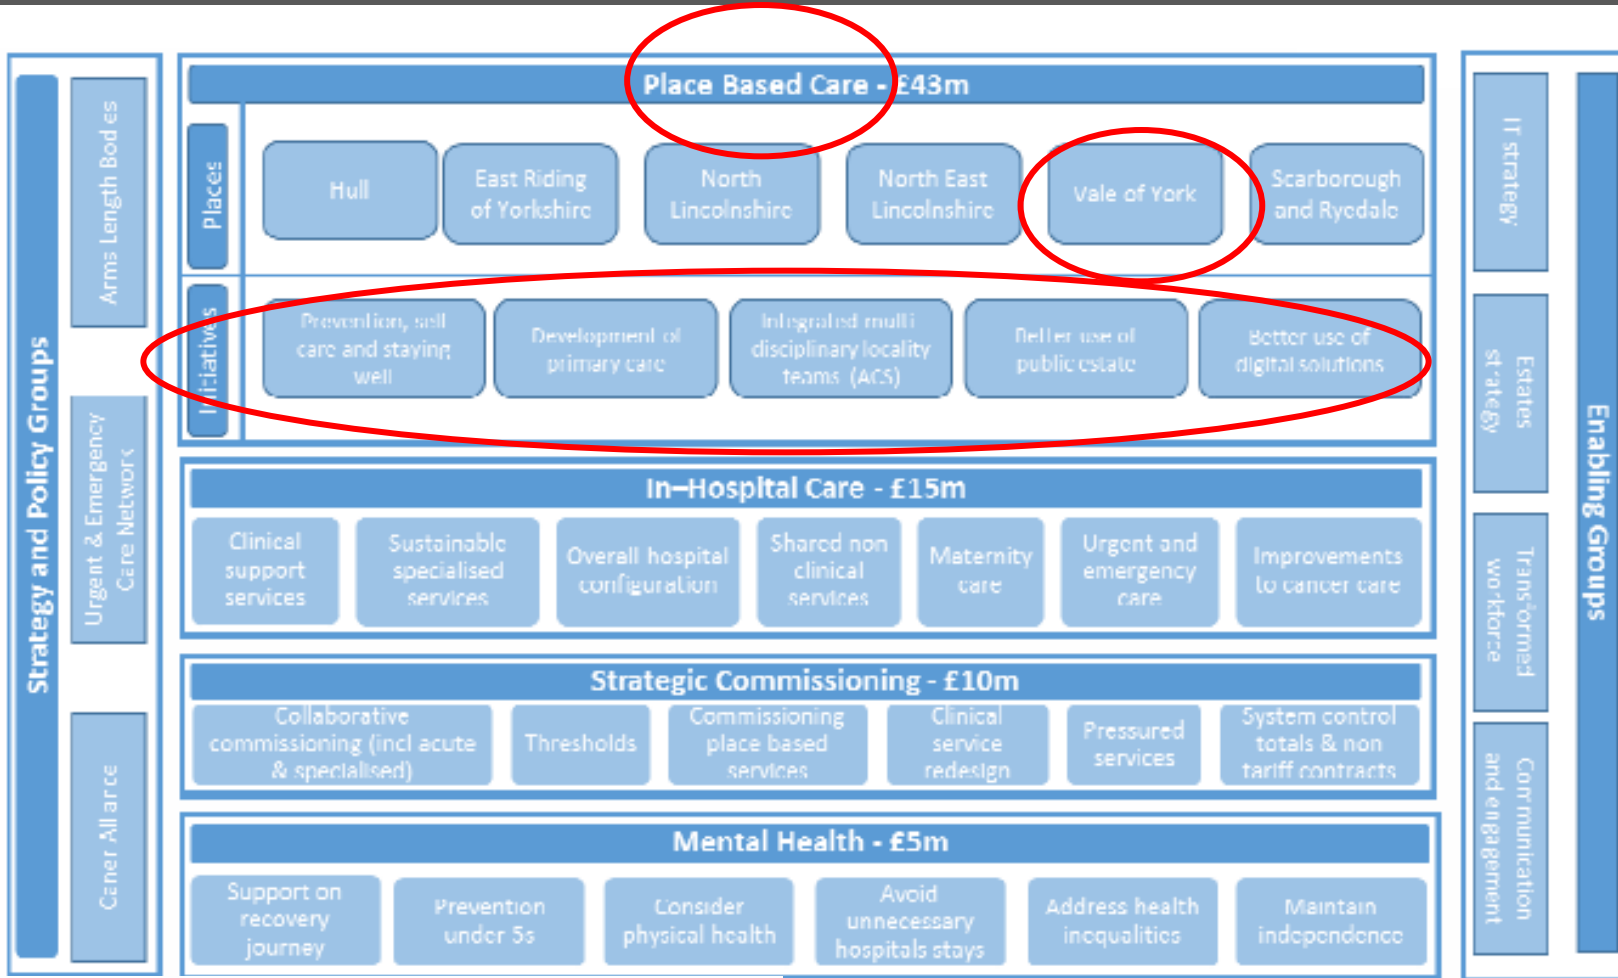 Strategy and Policy Groups
Arms Length Bodies
Urgent & Emergency
Care Network
Caner Alliance
Place Based Care - £43m
Places
Hull
East Riding
of Yorkshire
North
Lincolnshire
North East
Lincolnshire
Vale of York
Scarborough
and Ryedale
Initiatives
Prevention, self
care and staying
well
Development of
primary care
Integrated multi
disciplinary locality
teams (ACS)
Better use of
public estate
Better use of
digital solutions
In–Hospital Care - £15m
Clinical
support
services
Sustainable
specialised
services
Overall hospital
configuration
Shared non
clinical
services
Maternity
care
Urgent and
emergency
care
Improvements
to cancer care
Strategic Commissioning - £10m
Collaborative
commissioning (incl acute
& specialised)
Thresholds
Commissioning
place based
services
Clinical
service
redesign
Pressured
services
System control
totals & non
tariff contracts
Mental Health - £5m
Support on
recovery
journey
Prevention
under 5s
Consider
physical health
Avoid
unnecessary
hospitals stays
Address health
inequalities
Maintain
independence
IT strategy
Estates
strategy
Transformed
workforce
Communication
and engagement
Enabling Groups